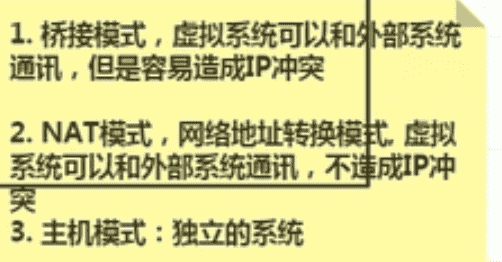 1. 桥接模式，虚拟系统可以和外部系统
通讯，但是容易造成IP冲突
2. NAT模式，网络地址转换模式, 虚拟
系统可以和外部系统通讯，不造成IP冲
突
3. 主机模式：独立的系统